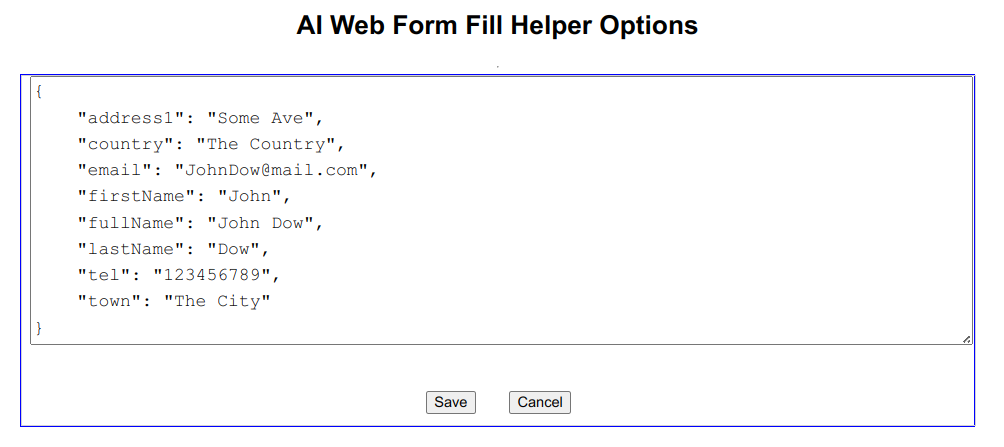 AI Web Form Fill Helper Options
{
"address1": "Some Ave",
"country": "The Country",
"email": "JohnDow@mail.com",
"firstName": "John",
"fullName": "John Dow",
"lastName": "Dow",
"tel": "123456789",
"town": "The City"
}
Save Cancel